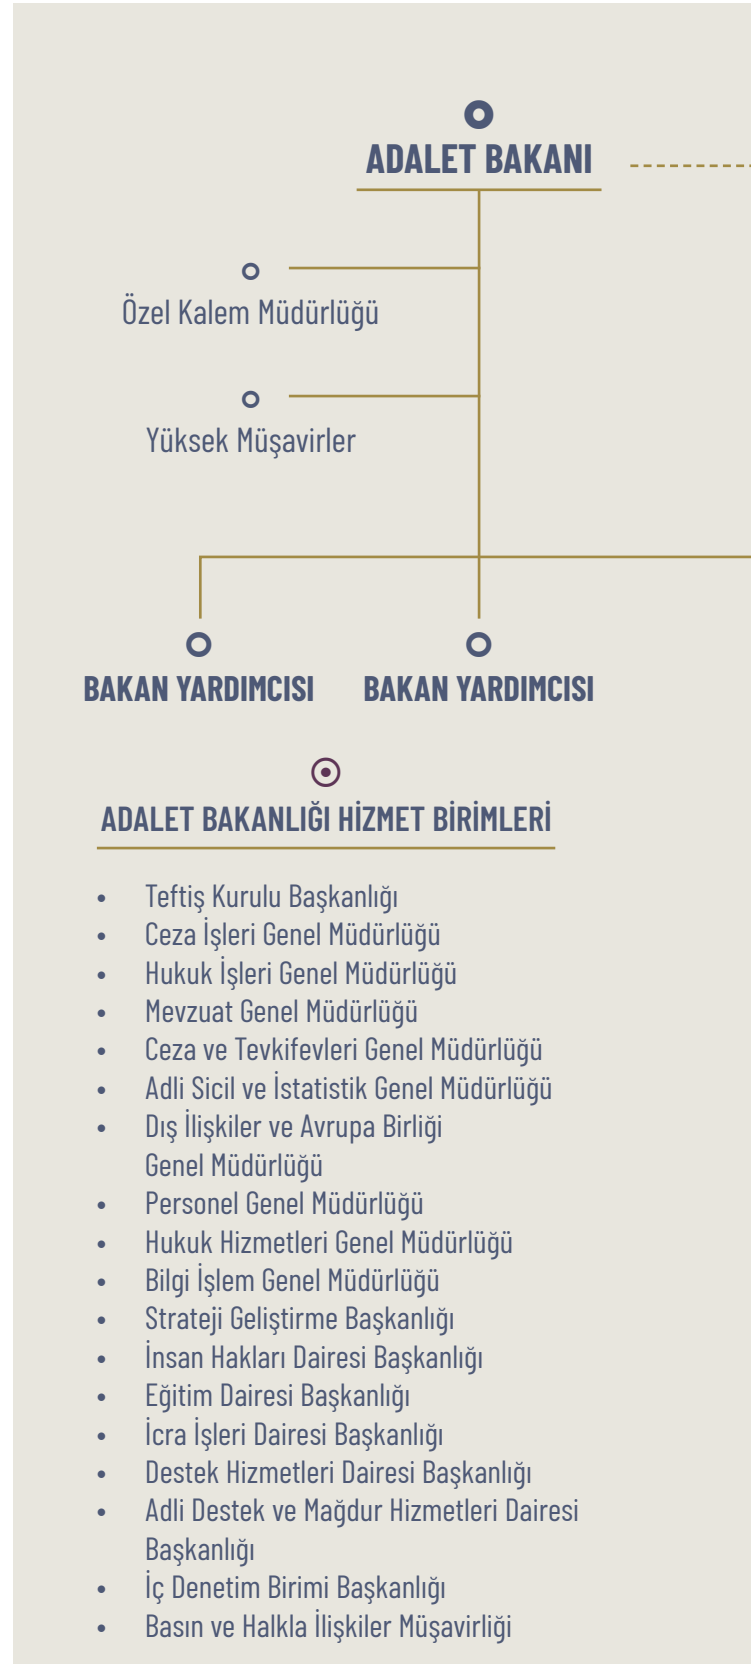 ADALET BAKANI
Özel Kalem Müdürlüğü
Yüksek Müşavirler
BAKAN YARDIMCISI
BAKAN YARDIMCISI
ADALET BAKANLIĞI HİZMET BİRİMLERİ
• Teftiş Kurulu Başkanlığı
• Ceza İşleri Genel Müdürlüğü
• Hukuk İşleri Genel Müdürlüğü
• Mevzuat Genel Müdürlüğü
• Ceza ve Tevkifevleri Genel Müdürlüğü
• Adli Sicil ve İstatistik Genel Müdürlüğü
• Dış İlişkiler ve Avrupa Birliği
Genel Müdürlüğü
• Personel Genel Müdürlüğü
• Hukuk Hizmetleri Genel Müdürlüğü
• Bilgi İşlem Genel Müdürlüğü
• Strateji Geliştirme Başkanlığı
• İnsan Hakları Dairesi Başkanlığı
• Eğitim Dairesi Başkanlığı
• İcra İşleri Dairesi Başkanlığı
• Destek Hizmetleri Dairesi Başkanlığı
• Adli Destek ve Mağdur Hizmetleri Dairesi
Başkanlığı
• İç Denetim Birimi Başkanlığı
• Basın ve Halkla İlişkiler Müşavirliği